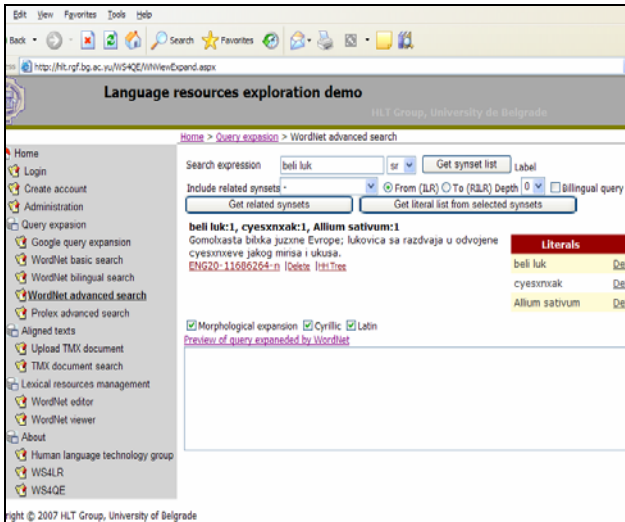 Edit View Favorites Tools Help
Back Search Favorites
http://hlt.rgf.bg.ac.yu/WS4QE/WNViewExpand.aspx
Language resources exploration demo
HLT Group, University de Belgrade
Home > Query expasion > WordNet advanced search
Home
Login
Create account
Administration
Query expasion
Google query expansion
WordNet basic search
WordNet bilingual search
WordNet advanced search
Prolex advanced search
Aligned texts
Upload TMX document
TMX document search
Lexical resources management
WordNet editor
WordNet viewer
About
Human language technology group
WS4LR
WS4QE
Search expression beli luk sr Get synset list Label
Include related synsets - From (ILR) To (RILR) Depth 0 Bilingual query
Get related synsets Get literal list from selected synsets
beli luk:1, cyesxnxak:1, Allium sativum:1
Gomolxasta bilxka juzxne Evrope; lukovica sa razdvaja u odvojene
cyesxnxeve jakog mirisa i ukusa.
ENG20-11686264-n |Delete |HH Tree
Literals
beli luk De
cyesxnxak De
Allium sativum De
Morphological expansion Cyrillic Latin
Preview of query expaneded by WordNet
right © 2007 HLT Group, University of Belgrade